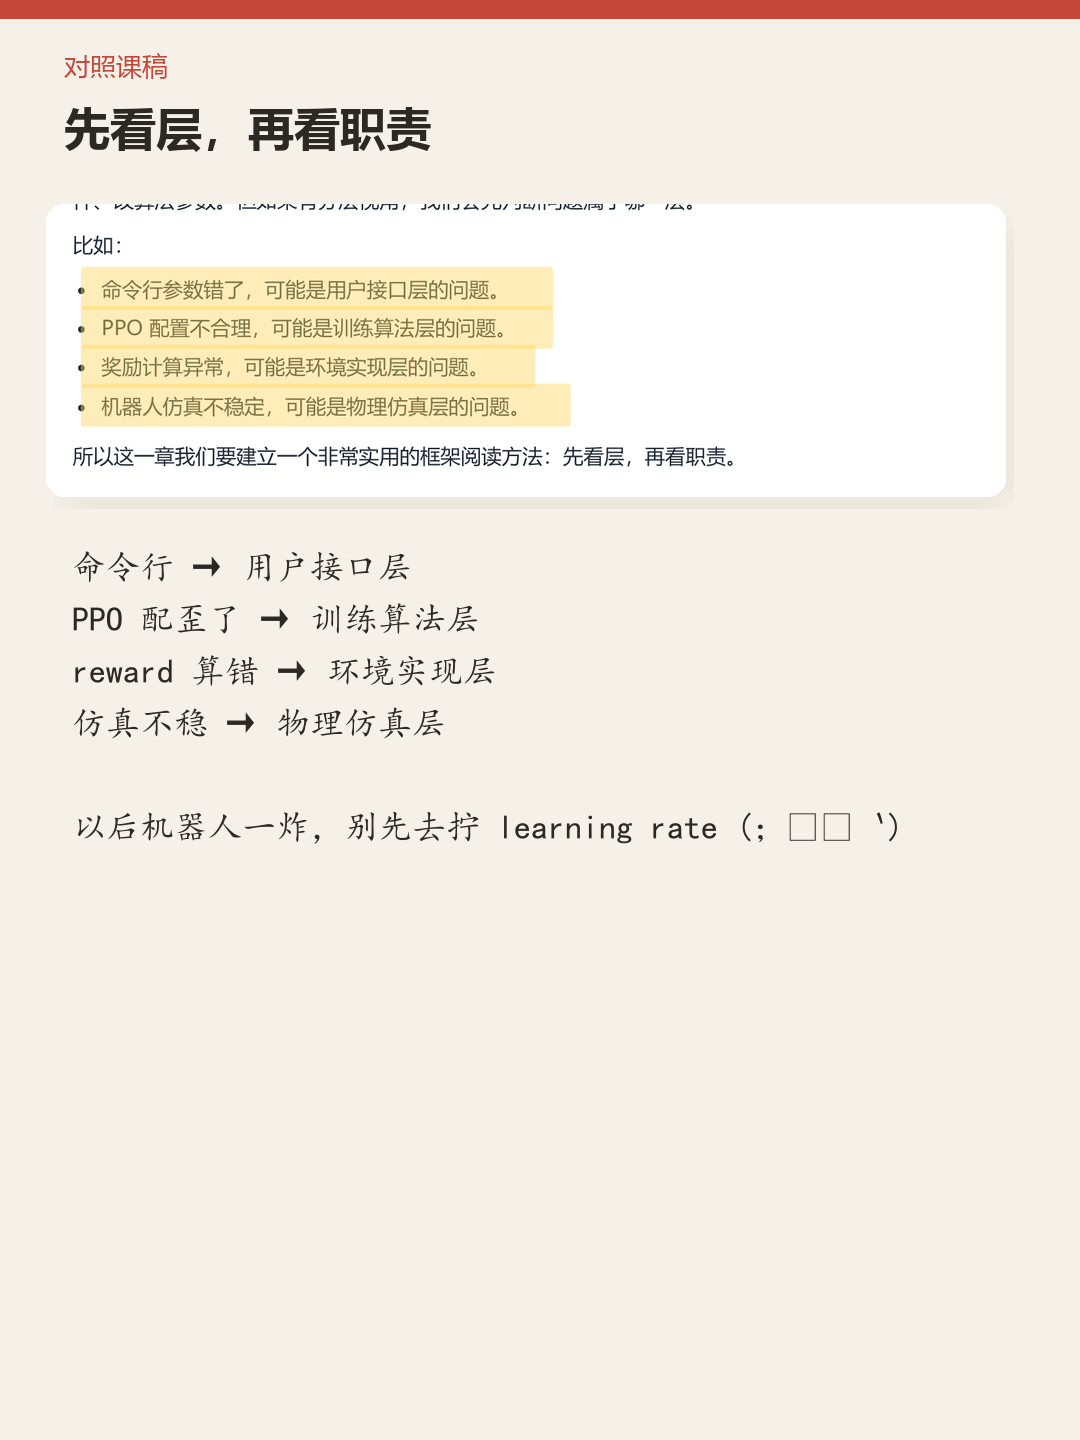 对照课稿
先看层，再看职责
比如：
• 命令行参数错了，可能是用户接口层的问题。
• PPO 配置不合理，可能是训练算法层的问题。
• 奖励计算异常，可能是环境实现层的问题。
• 机器人仿真不稳定，可能是物理仿真层的问题。
所以这一章我们要建立一个非常实用的框架阅读方法：先看层，再看职责。
命令行 → 用户接口层
PPO 配歪了 → 训练算法层
reward 算错 → 环境实现层
仿真不稳 → 物理仿真层
以后机器人一炸，别先去拧 learning rate（；□□｀）